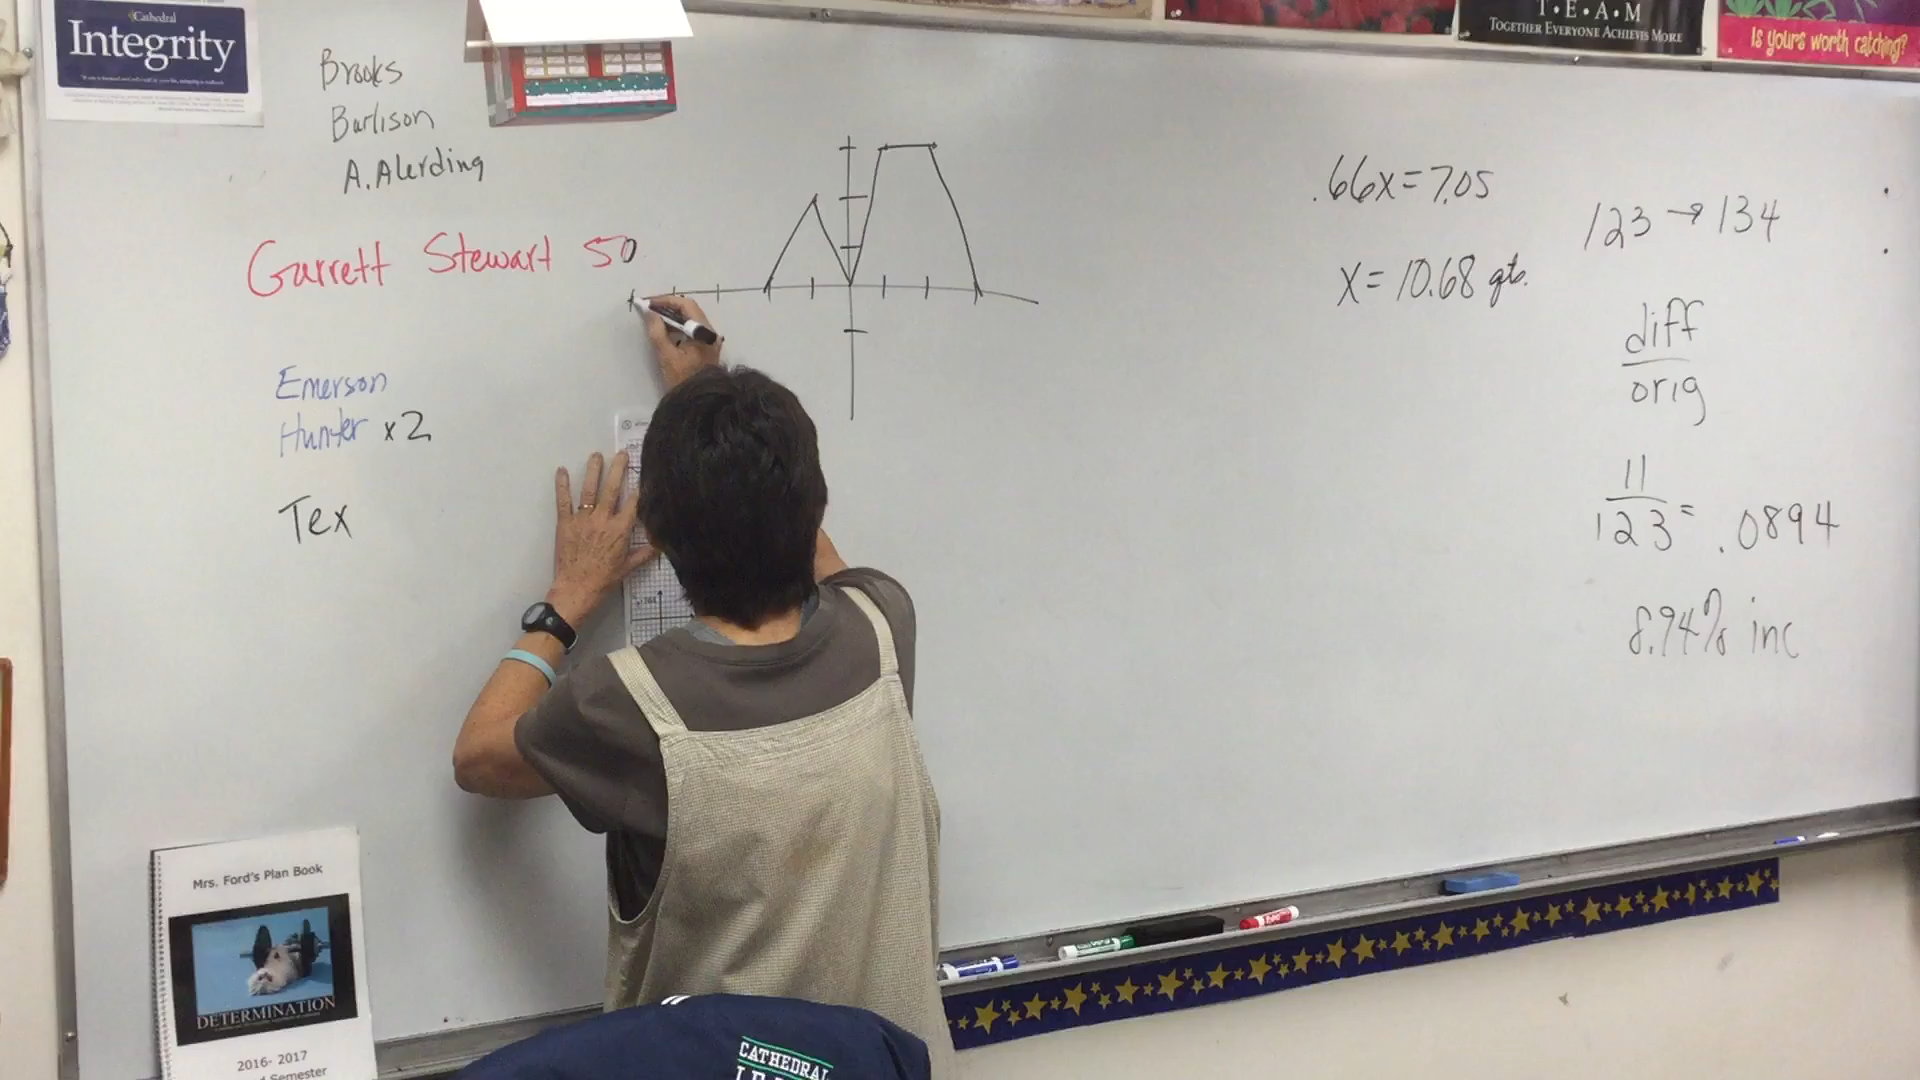 Cathedral
Integrity
Brooks
Burlison
A. Alerding
Garrett Stewart 50
Emerson
Hunter x2
Tex
.66x = 7.05
x = 10.68 qts.
123 → 134
diff
orig
11
123 = .0894
8.94% inc
T•E•A•M
TOGETHER EVERYONE ACHIEVES MORE
Is yours worth catching?
Mrs. Ford's Plan Book
DETERMINATION
2016- 2017
Semester
CATHEDRAL